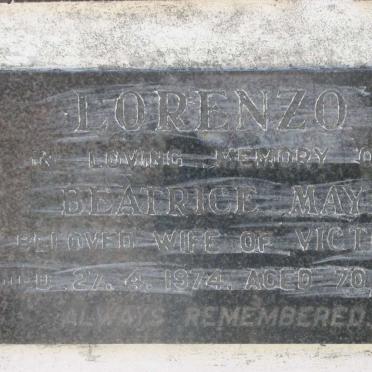 LORENZO
IN LOVING MEMORY O
BEATRICE MAY
BELOVED WIFE OF VICT
DIED 27. 4. 1974. AGED 70
ALWAYS REMEMBERED